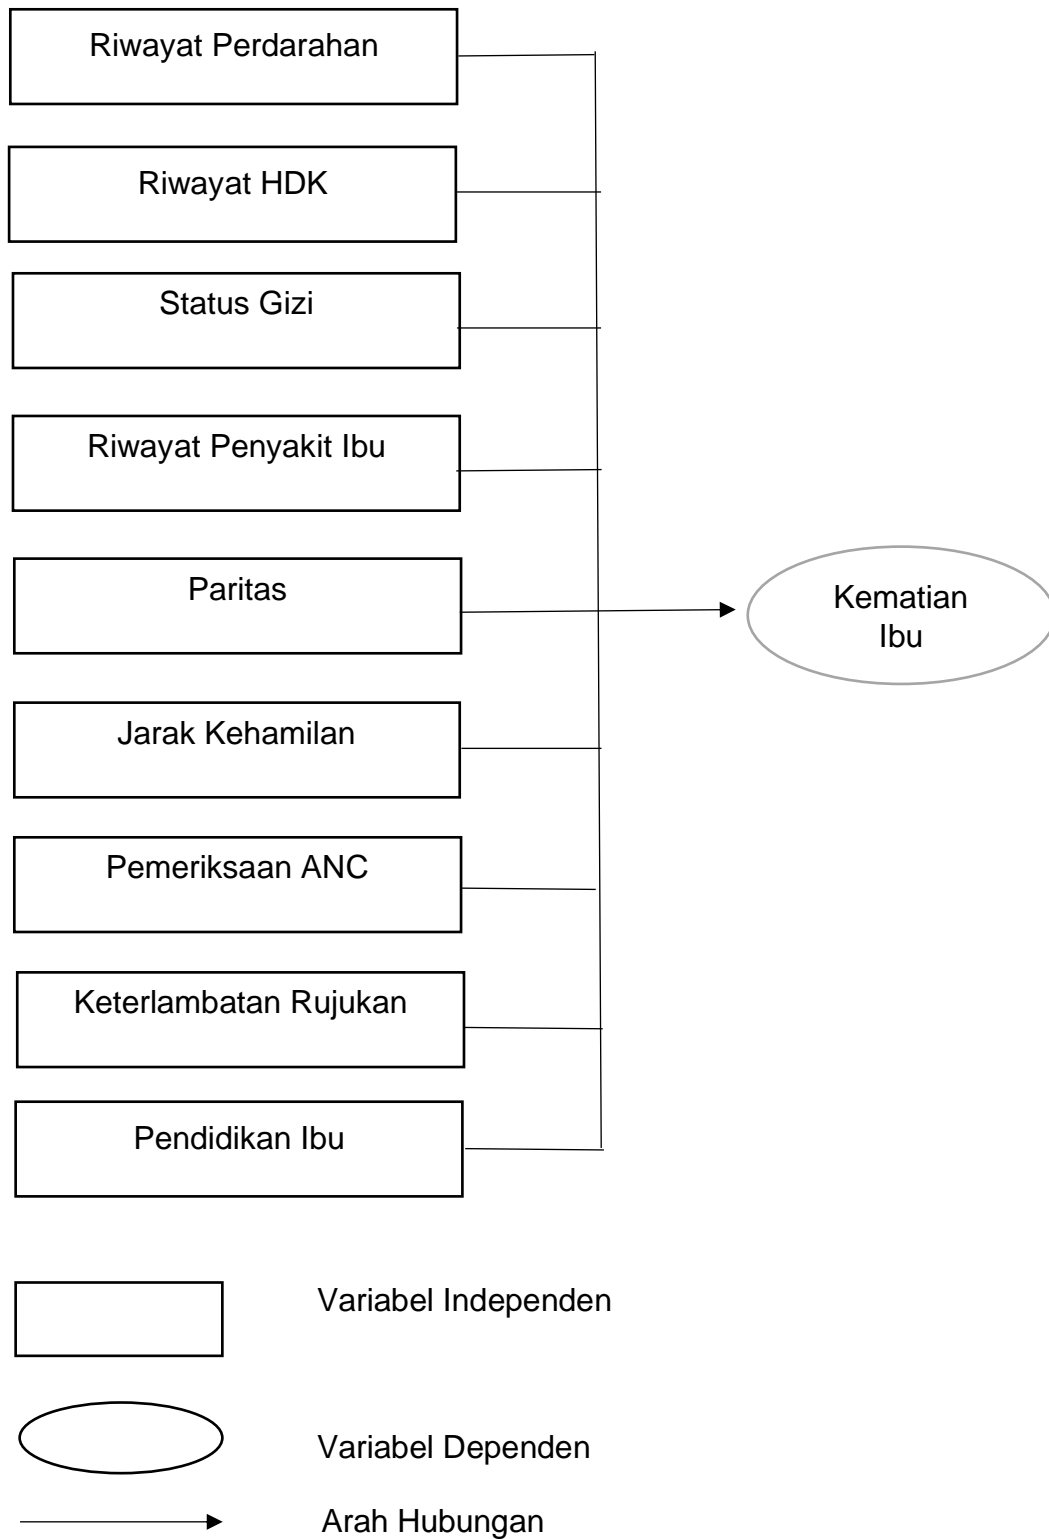 Riwayat Perdarahan
Riwayat HDK
Status Gizi
Riwayat Penyakit Ibu
Paritas
Kematian
Ibu
Jarak Kehamilan
Pemeriksaan ANC
Keterlambatan Rujukan
Pendidikan Ibu
Variabel Independen
Variabel Dependen
Arah Hubungan